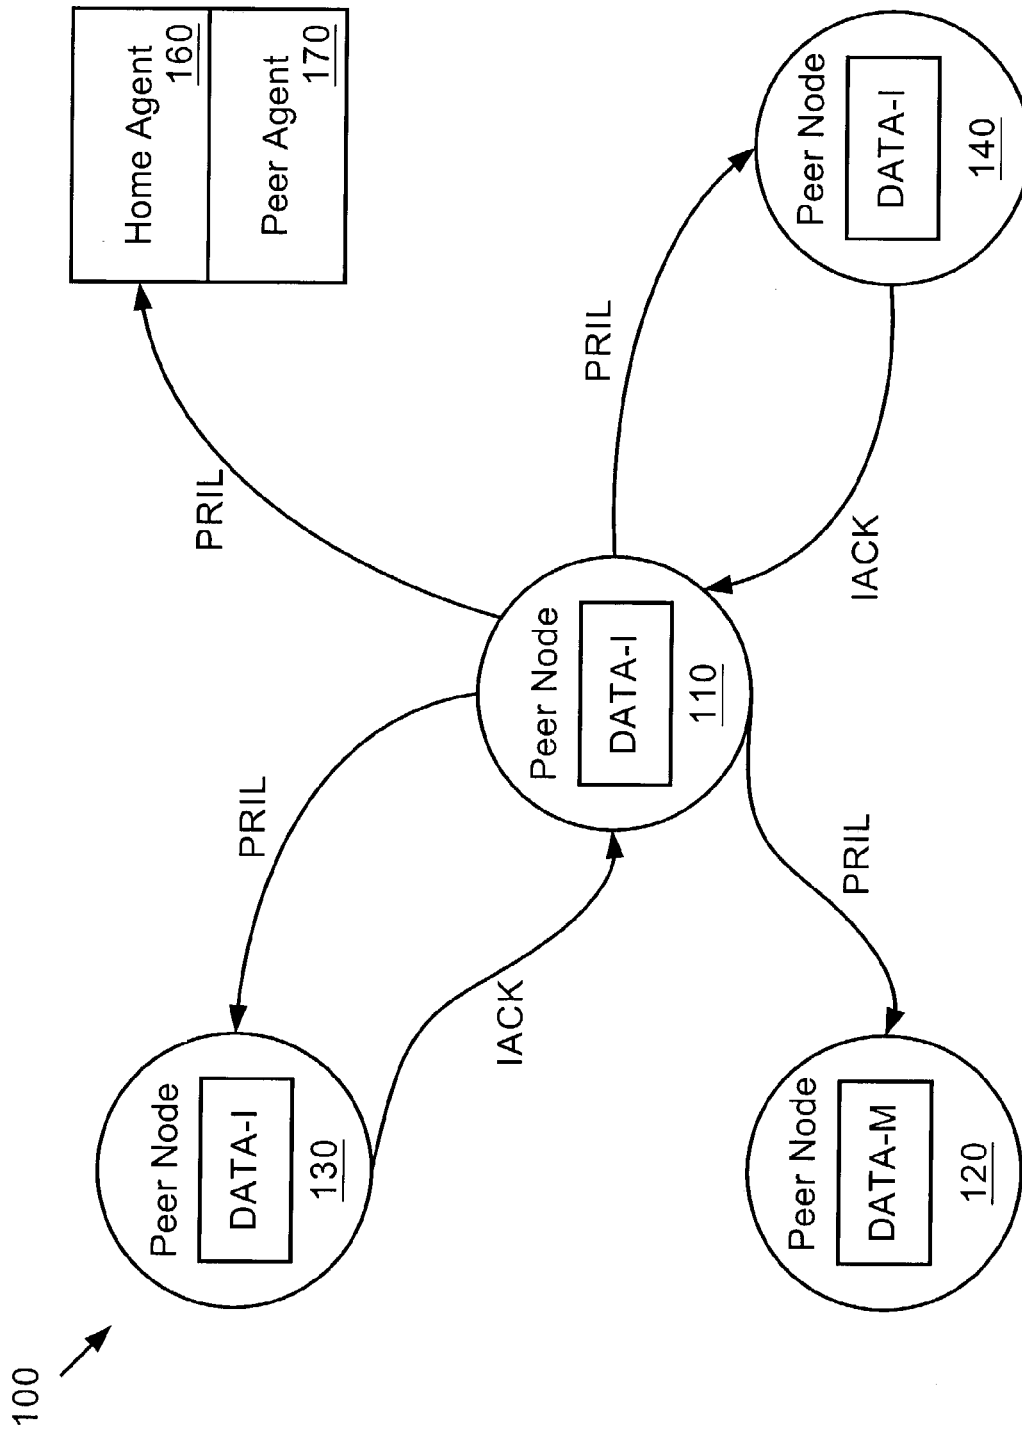 100
Peer Node
DATA-I
130
PRIL
IACK
Peer Node
DATA-M
120
PRIL
Peer Node
DATA-I
110
PRIL
Home Agent
160
Peer Agent
170
PRIL
IACK
Peer Node
DATA-I
140